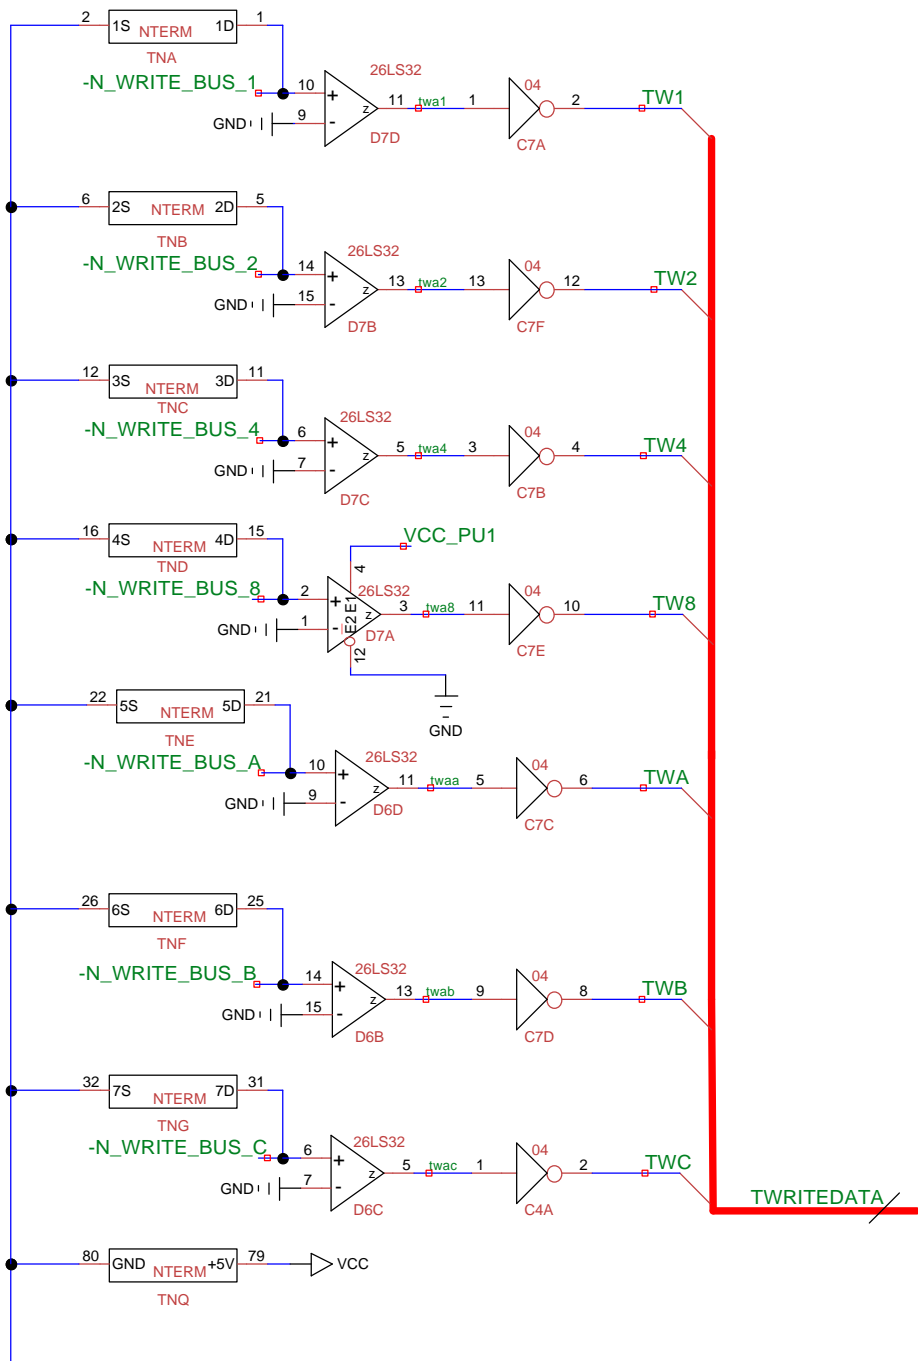 2 1S NTERM 1D 1
TNA
-N_WRITE_BUS_1
26LS32
10 + z 11 twa1 1 04 2 TW1
GND 9 -
D7D C7A
6 2S NTERM 2D 5
TNB
-N_WRITE_BUS_2
26LS32
14 + z 13 twa2 13 04 12 TW2
GND 15 -
D7B C7F
12 3S NTERM 3D 11
TNC
-N_WRITE_BUS_4
26LS32
6 + z 5 twa4 3 04 4 TW4
GND 7 -
D7C C7B
16 4S NTERM 4D 15
TND
VCC_PU1
4
-N_WRITE_BUS_8
26LS32
2 + E1 z 3 twa8 11 04 10 TW8
GND 1 - E2
D7A C7E
12
GND
22 5S NTERM 5D 21
TNE
-N_WRITE_BUS_A
26LS32
10 + z 11 twaa 5 04 6 TWA
GND 9 -
D6D C7C
26 6S NTERM 6D 25
TNF
-N_WRITE_BUS_B
26LS32
14 + z 13 twab 9 04 8 TWB
GND 15 -
D6B C7D
32 7S NTERM 7D 31
TNG
-N_WRITE_BUS_C
26LS32
6 + z 5 twac 1 04 2 TWC
GND 7 -
D6C C4A
TWRITEDATA
80 GND NTERM +5V 79 VCC
TNQ